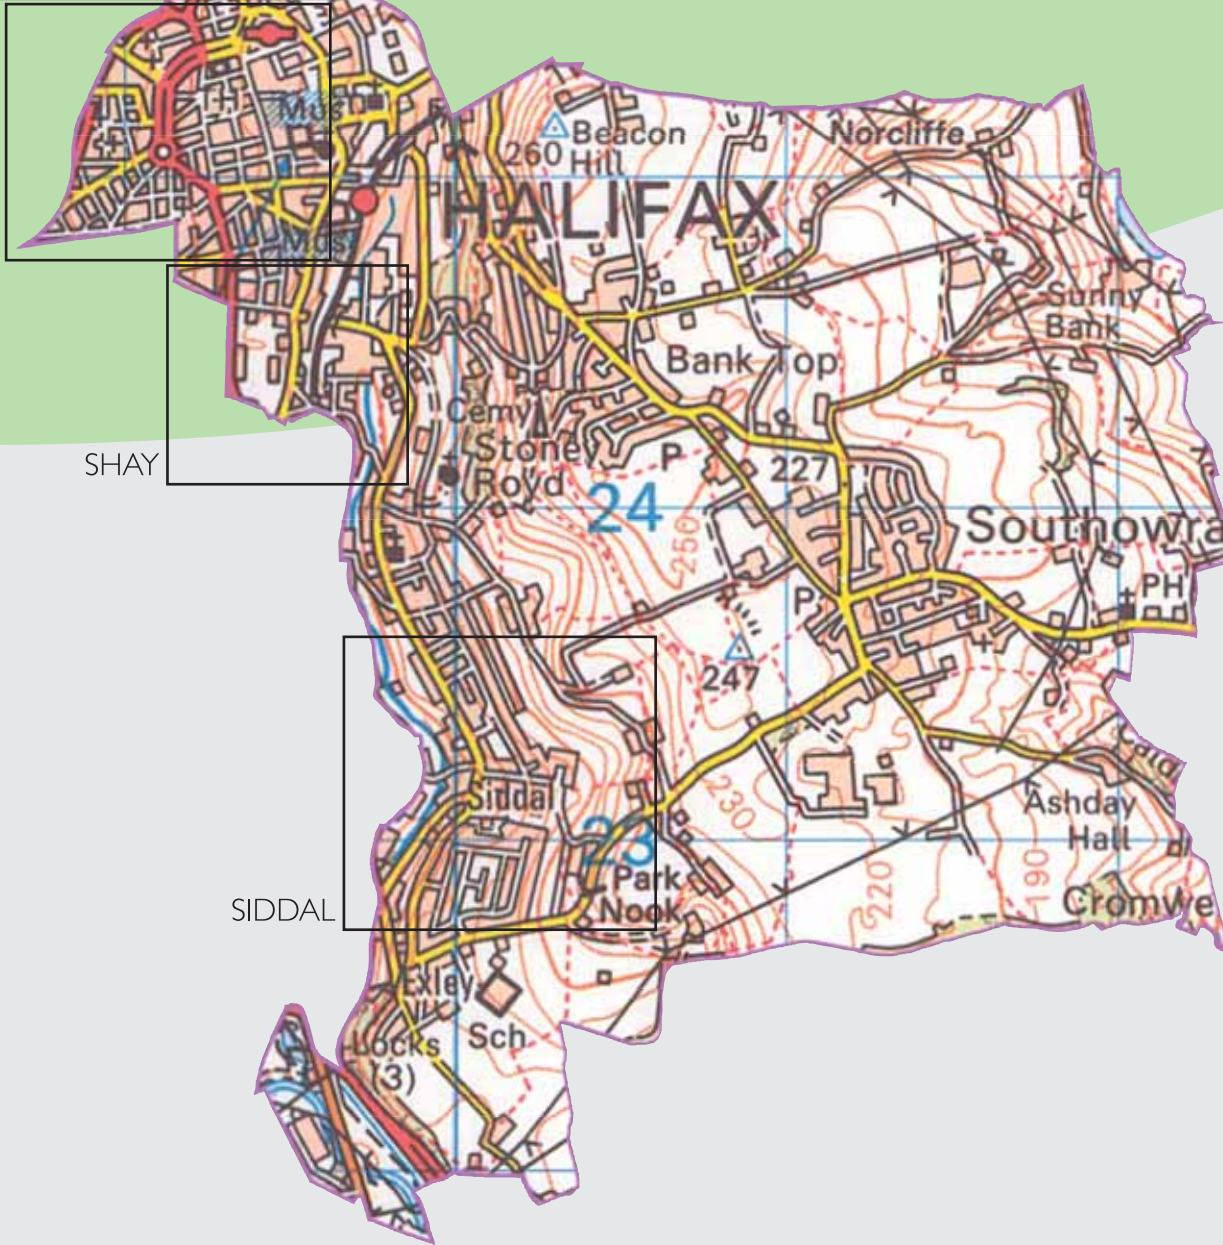 Mus
Beacon
Hill
260
Norcliffe
HALIFAX
Mus
Sunny
Bank
Bank Top
Cemy
Stoney
Royd
P
227
SHAY
24
250
Southowra
PH
P
247
Siddal
230
Ashday
Hall
23
Park
Nook
220
190
Cromwe
SIDDAL
Exley
Sch
Locks
(3)